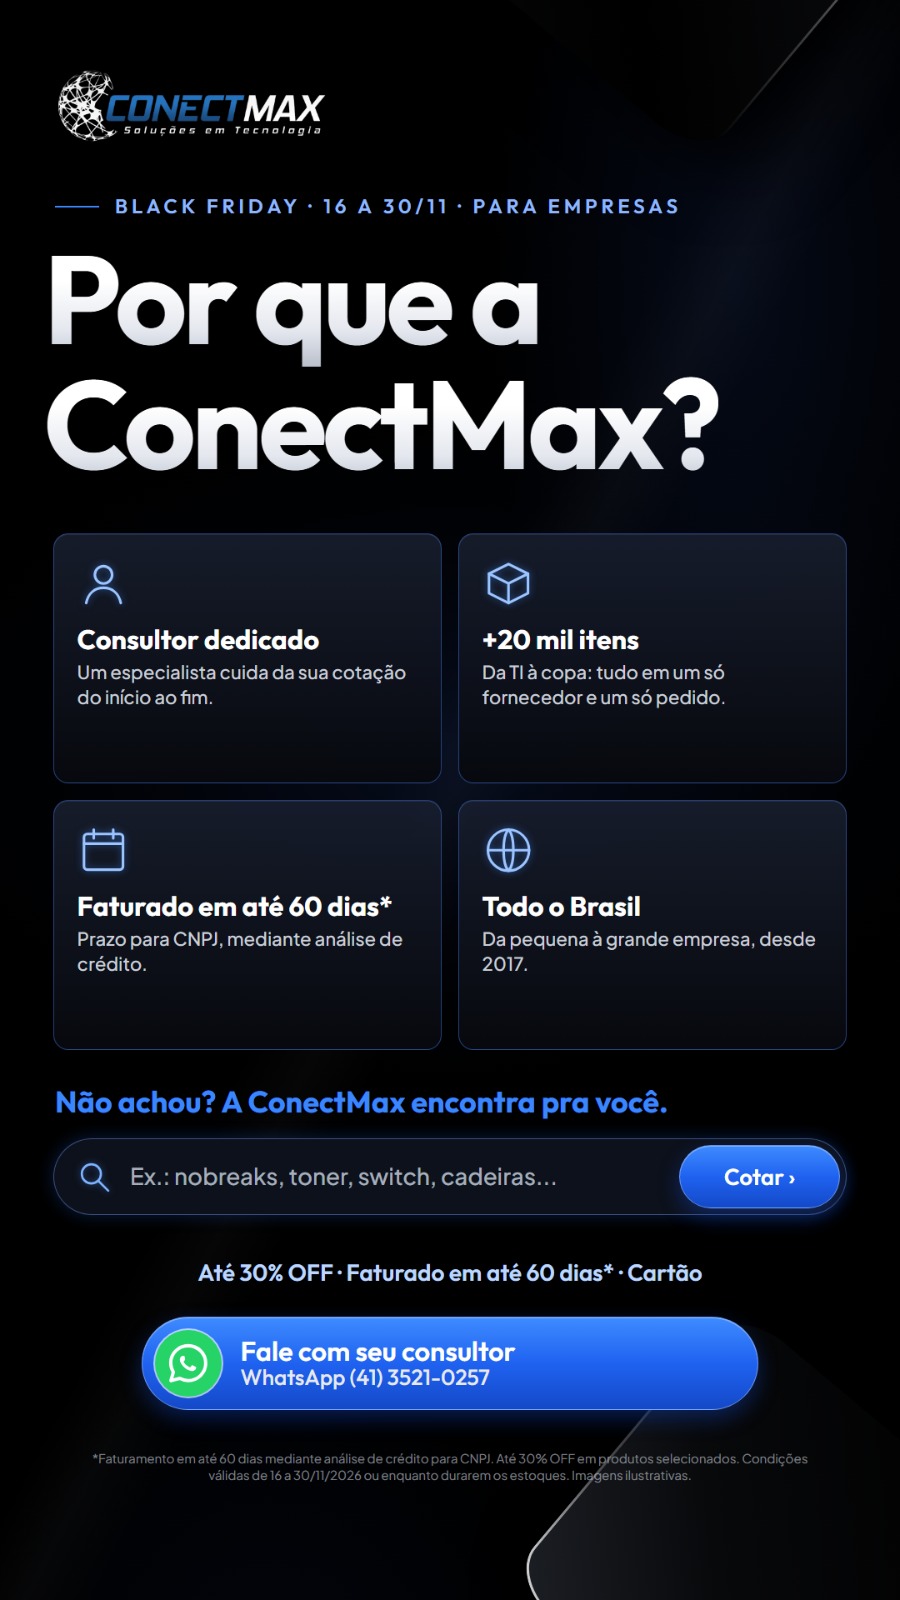 CONECTMAX
Soluções em Tecnologia
BLACK FRIDAY · 16 A 30/11 · PARA EMPRESAS
Por que a
ConectMax?
Consultor dedicado
Um especialista cuida da sua cotação
do início ao fim.
+20 mil itens
Da TI à copa: tudo em um só
fornecedor e um só pedido.
Faturado em até 60 dias*
Prazo para CNPJ, mediante análise de
crédito.
Todo o Brasil
Da pequena à grande empresa, desde
2017.
Não achou? A ConectMax encontra pra você.
Ex.: nobreaks, toner, switch, cadeiras...
Cotar ›
Até 30% OFF · Faturado em até 60 dias* · Cartão
Fale com seu consultor
WhatsApp (41) 3521-0257
*Faturamento em até 60 dias mediante análise de crédito para CNPJ. Até 30% OFF em produtos selecionados. Condições
válidas de 16 a 30/11/2026 ou enquanto durarem os estoques. Imagens ilustrativas.